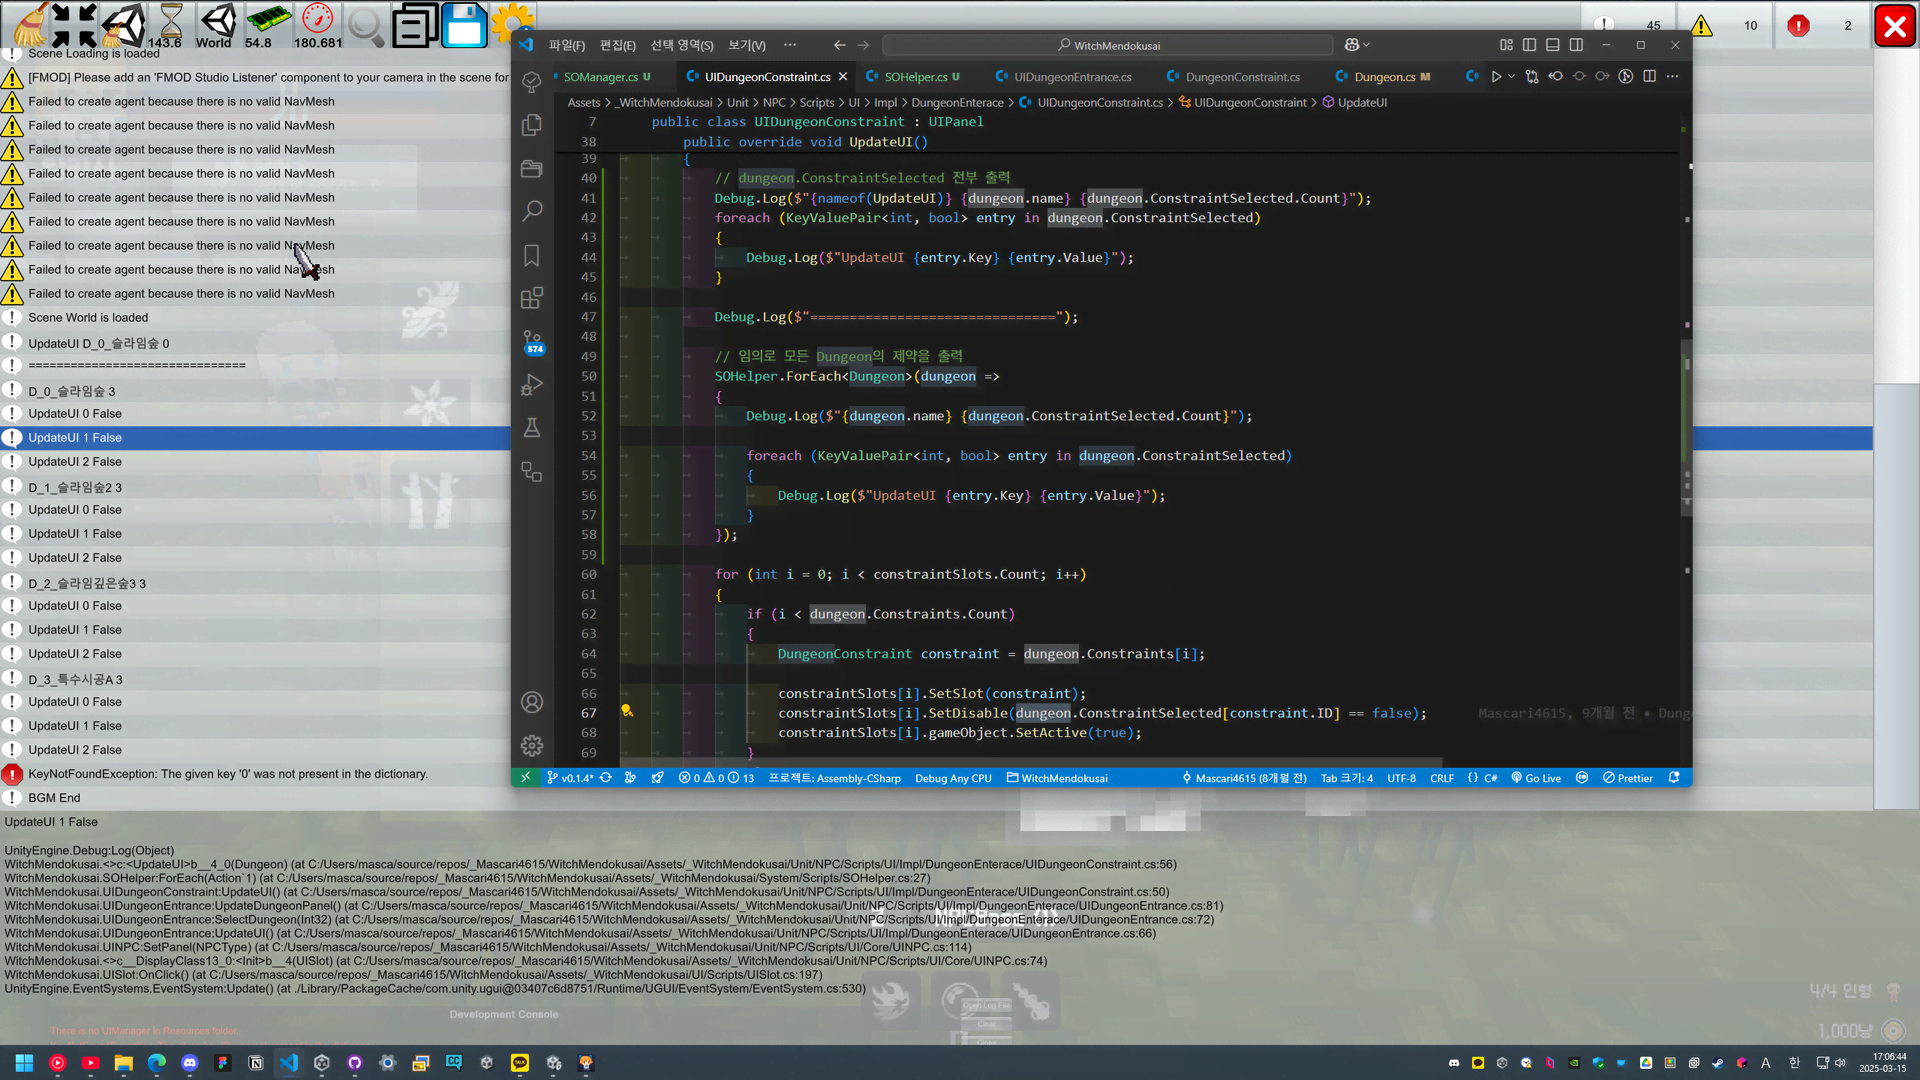 143.6
World
54.8
180.681
45
10
2
Scene Loading is loaded
[FMOD] Please add an 'FMOD Studio Listener' component to your camera in the scene for
Failed to create agent because there is no valid NavMesh
Failed to create agent because there is no valid NavMesh
Failed to create agent because there is no valid NavMesh
Failed to create agent because there is no valid NavMesh
Failed to create agent because there is no valid NavMesh
Failed to create agent because there is no valid NavMesh
Failed to create agent because there is no valid NavMesh
Failed to create agent because there is no valid NavMesh
Failed to create agent because there is no valid NavMesh
Scene World is loaded
UpdateUI D_0_슬라임숲 0
===============================
D_0_슬라임숲 3
UpdateUI 0 False
UpdateUI 1 False
UpdateUI 2 False
D_1_슬라임숲2 3
UpdateUI 0 False
UpdateUI 1 False
UpdateUI 2 False
D_2_슬라임깊은숲3 3
UpdateUI 0 False
UpdateUI 1 False
UpdateUI 2 False
D_3_특수시공A 3
UpdateUI 0 False
UpdateUI 1 False
UpdateUI 2 False
KeyNotFoundException: The given key '0' was not present in the dictionary.
BGM End
파일(F) 편집(E) 선택 영역(S) 보기(V) ··· WitchMendokusai
SOManager.cs U UIDungeonConstraint.cs SOHelper.cs U UIDungeonEntrance.cs DungeonConstraint.cs Dungeon.cs M
Assets > _WitchMendokusai > Unit > NPC > Scripts > UI > Impl > DungeonEnterace > UIDungeonConstraint.cs > UIDungeonConstraint > UpdateUI
7 public class UIDungeonConstraint : UIPanel
38 public override void UpdateUI()
39 {
40 // dungeon.ConstraintSelected 전부 출력
41 Debug.Log($"{nameof(UpdateUI)} {dungeon.name} {dungeon.ConstraintSelected.Count}");
42 foreach (KeyValuePair<int, bool> entry in dungeon.ConstraintSelected)
43 {
44 Debug.Log($"UpdateUI {entry.Key} {entry.Value}");
45 }
46
47 Debug.Log($"===============================");
48
49 // 임의로 모든 Dungeon의 제약을 출력
50 SOHelper.ForEach<Dungeon>(dungeon =>
51 {
52 Debug.Log($"{dungeon.name} {dungeon.ConstraintSelected.Count}");
53
54 foreach (KeyValuePair<int, bool> entry in dungeon.ConstraintSelected)
55 {
56 Debug.Log($"UpdateUI {entry.Key} {entry.Value}");
57 }
58 });
59
60 for (int i = 0; i < constraintSlots.Count; i++)
61 {
62 if (i < dungeon.Constraints.Count)
63 {
64 DungeonConstraint constraint = dungeon.Constraints[i];
65
66 constraintSlots[i].SetSlot(constraint);
67 constraintSlots[i].SetDisable(dungeon.ConstraintSelected[constraint.ID] == false); Mascari4615, 9개월 전 • Dung
68 constraintSlots[i].gameObject.SetActive(true);
69 }
574
v0.1.4* 0 0 13 프로젝트: Assembly-CSharp Debug Any CPU WitchMendokusai Mascari4615 (8개월 전) Tab 크기: 4 UTF-8 CRLF {} C# Go Live Prettier
UpdateUI 1 False
UnityEngine.Debug:Log(Object)
WitchMendokusai.<>c:<UpdateUI>b__4_0(Dungeon) (at C:/Users/masca/source/repos/_Mascari4615/WitchMendokusai/Assets/_WitchMendokusai/Unit/NPC/Scripts/UI/Impl/DungeonEnterace/UIDungeonConstraint.cs:56)
WitchMendokusai.SOHelper:ForEach(Action`1) (at C:/Users/masca/source/repos/_Mascari4615/WitchMendokusai/Assets/_WitchMendokusai/System/Scripts/SOHelper.cs:27)
WitchMendokusai.UIDungeonConstraint:UpdateUI() (at C:/Users/masca/source/repos/_Mascari4615/WitchMendokusai/Assets/_WitchMendokusai/Unit/NPC/Scripts/UI/Impl/DungeonEnterace/UIDungeonConstraint.cs:50)
WitchMendokusai.UIDungeonEntrance:UpdateDungeonPanel() (at C:/Users/masca/source/repos/_Mascari4615/WitchMendokusai/Assets/_WitchMendokusai/Unit/NPC/Scripts/UI/Impl/DungeonEnterace/UIDungeonEntrance.cs:81)
WitchMendokusai.UIDungeonEntrance:SelectDungeon(Int32) (at C:/Users/masca/source/repos/_Mascari4615/WitchMendokusai/Assets/_WitchMendokusai/Unit/NPC/Scripts/UI/Impl/DungeonEnterace/UIDungeonEntrance.cs:72)
WitchMendokusai.UIDungeonEntrance:UpdateUI() (at C:/Users/masca/source/repos/_Mascari4615/WitchMendokusai/Assets/_WitchMendokusai/Unit/NPC/Scripts/UI/Impl/DungeonEnterace/UIDungeonEntrance.cs:66)
WitchMendokusai.UINPC:SetPanel(NPCType) (at C:/Users/masca/source/repos/_Mascari4615/WitchMendokusai/Assets/_WitchMendokusai/Unit/NPC/Scripts/UI/Core/UINPC.cs:114)
WitchMendokusai.<>c__DisplayClass13_0:<Init>b__4(UISlot) (at C:/Users/masca/source/repos/_Mascari4615/WitchMendokusai/Assets/_WitchMendokusai/Unit/NPC/Scripts/UI/Core/UINPC.cs:74)
WitchMendokusai.UISlot:OnClick() (at C:/Users/masca/source/repos/_Mascari4615/WitchMendokusai/Assets/_WitchMendokusai/UI/Scripts/UISlot.cs:197)
UnityEngine.EventSystems.EventSystem:Update() (at ./Library/PackageCache/com.unity.ugui@03407c6d8751/Runtime/UGUI/EventSystem/EventSystem.cs:530)
Development Console
Open Log File
Clear
There is no UIManager in Resources folder
4/4 인형
1,000냥
A 한 17:06:44
2025-03-15